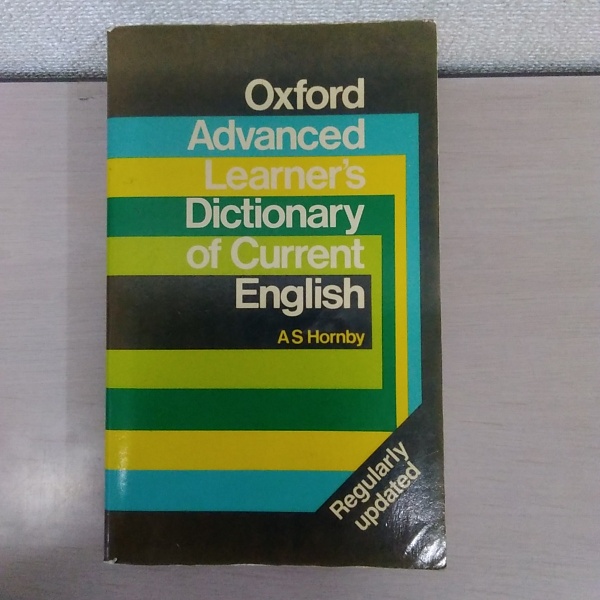 Oxford
Advanced
Learner's
Dictionary
of Current
English
A S Hornby
Regularly
updated